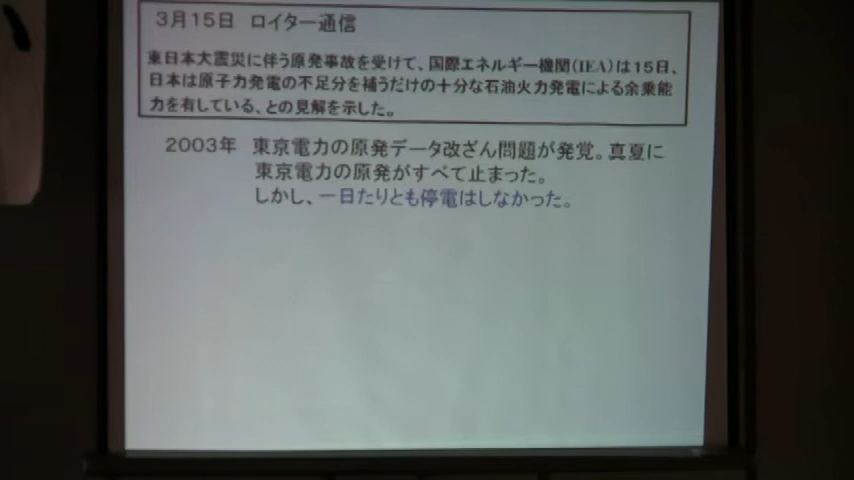 3月15日 ロイター通信
東日本大震災に伴う原発事故を受けて、国際エネルギー機関(IEA)は15日、
日本は原子力発電の不足分を補うだけの十分な石油火力発電による余乗能
力を有している、との見解を示した。
2003年 東京電力の原発データ改ざん問題が発覚。真夏に
東京電力の原発がすべて止まった。
しかし、一日たりとも停電はしなかった。